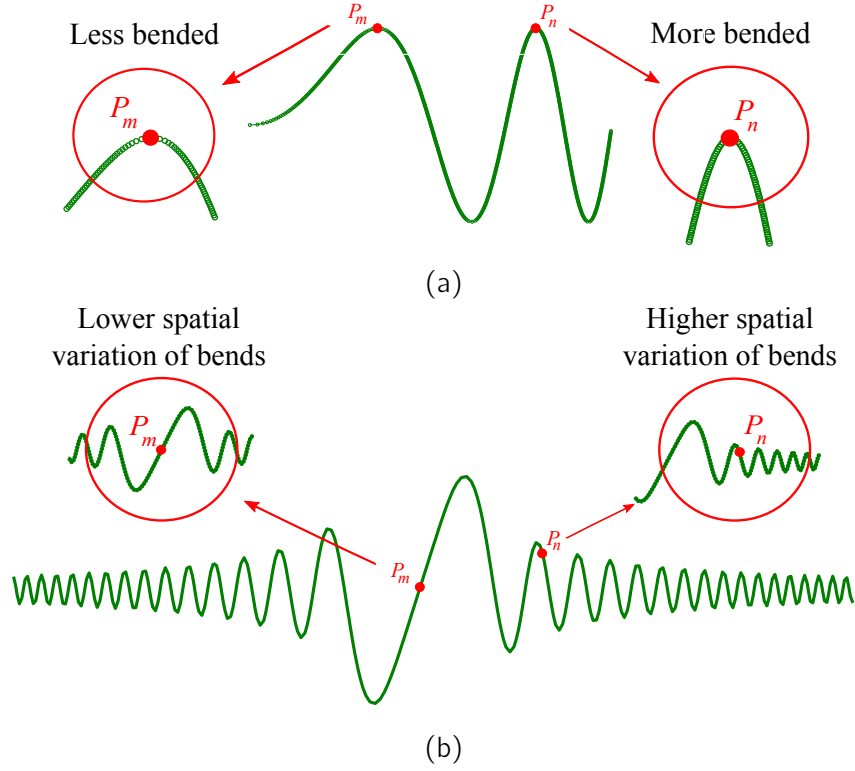 Less bended
P_m
P_n
More bended
P_m
P_n
(a)
Lower spatial
variation of bends
Higher spatial
variation of bends
P_m
P_n
P_m
P_n
(b)